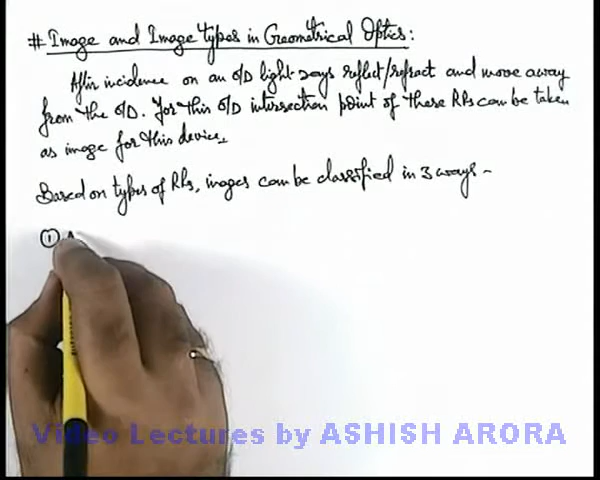 # Image and Image types in Geometrical Optics:
After incidence on an O/D light rays reflect/refract and move away
from the O/D. For this O/D intersection point of these RRs can be taken
as image for this device.
Based on types of RRs, images can be classified in 3 ways -
①
Video Lectures by ASHISH ARORA